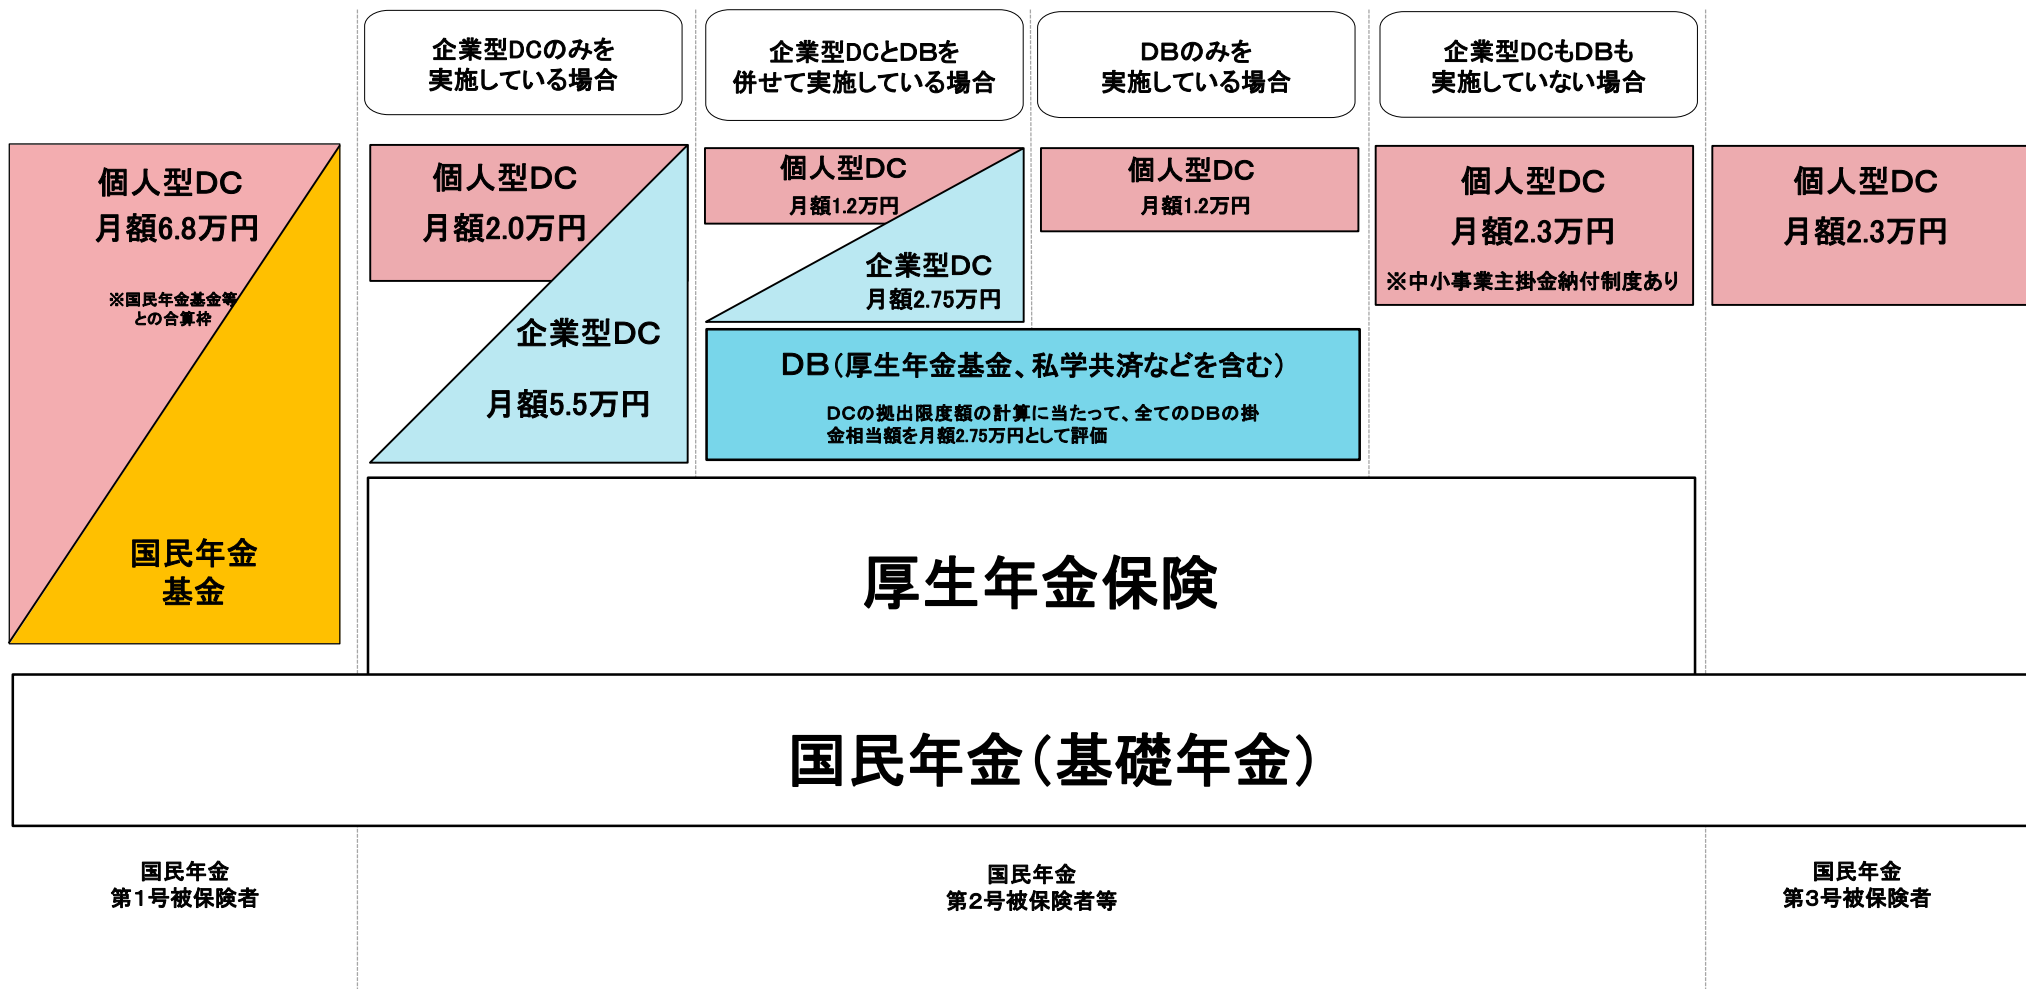 企業型DCのみを
実施している場合
企業型DCとDBを
併せて実施している場合
DBのみを
実施している場合
企業型DCもDBも
実施していない場合
個人型DC
月額6.8万円
※国民年金基金等
との合算枠
国民年金
基金
個人型DC
月額2.0万円
企業型DC
月額5.5万円
個人型DC
月額1.2万円
企業型DC
月額2.75万円
個人型DC
月額1.2万円
DB(厚生年金基金、私学共済などを含む)
DCの拠出限度額の計算に当たって、全てのDBの掛
金相当額を月額2.75万円として評価
個人型DC
月額2.3万円
※中小事業主掛金納付制度あり
個人型DC
月額2.3万円
厚生年金保険
国民年金(基礎年金)
国民年金
第1号被保険者
国民年金
第2号被保険者等
国民年金
第3号被保険者